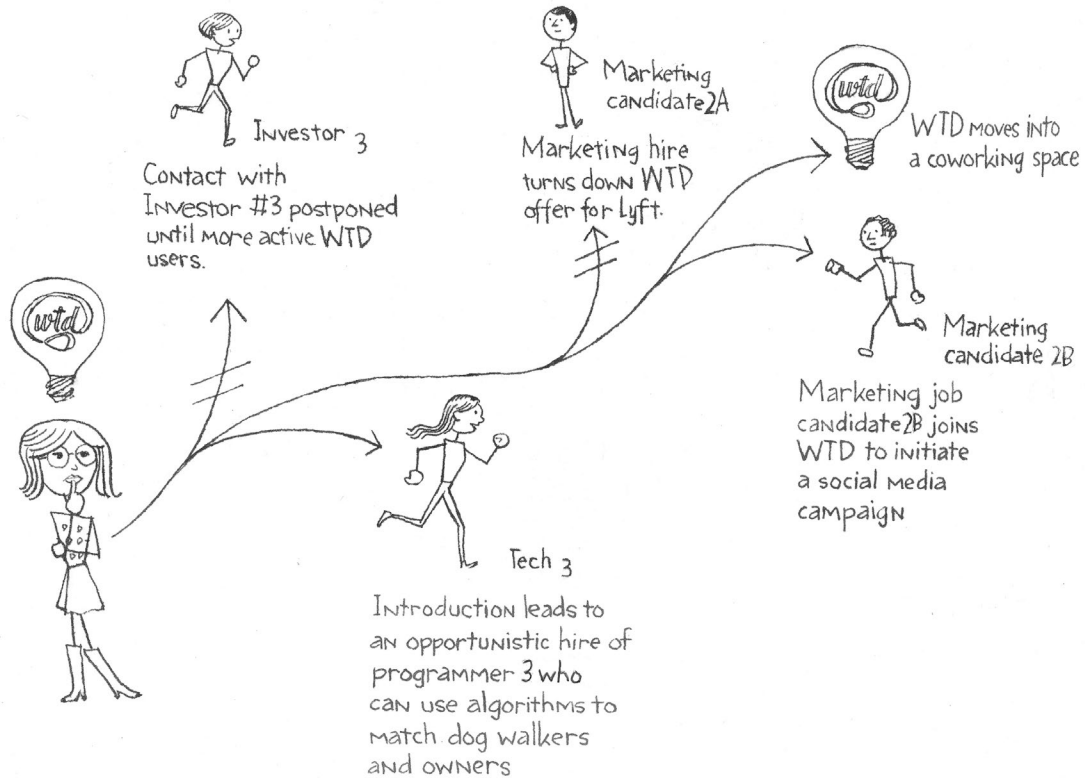 Investor 3
Contact with
Investor #3 postponed
until more active WTD
users.
Marketing
candidate 2A
Marketing hire
turns down WTD
offer for Lyft.
wtd
WTD moves into
a coworking space
Marketing
candidate 2B
Marketing job
candidate 2B joins
WTD to initiate
a social media
campaign
wtd
Tech 3
Introduction leads to
an opportunistic hire of
programmer 3 who
can use algorithms to
match dog walkers
and owners